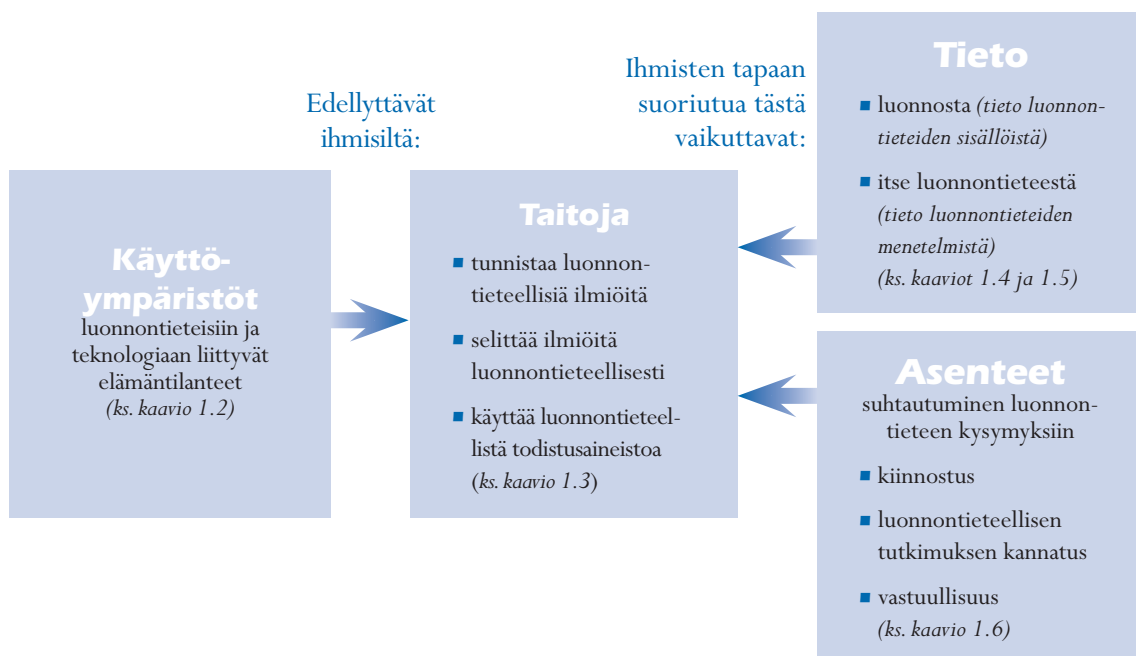 Edellyttävät
ihmisiltä:
Ihmisten tapaan
suoriutua tästä
vaikuttavat:
Käyttö-
ympäristöt
luonnontieteisiin ja
teknologiaan liittyvät
elämäntilanteet
(ks. kaavio 1.2)
Taitoja
tunnistaa luonnon-
tieteellisiä ilmiöitä
selittää ilmiöitä
luonnontieteellisesti
käyttää luonnontieteel-
listä todistusaineistoa
(ks. kaavio 1.3)
Tieto
luonnosta (tieto luonnon-
tieteiden sisällöistä)
itse luonnontieteestä
(tieto luonnontieteiden
menetelmistä)
(ks. kaaviot 1.4 ja 1.5)
Asenteet
suhtautuminen luonnon-
tieteen kysymyksiin
kiinnostus
luonnontieteellisen
tutkimuksen kannatus
vastuullisuus
(ks. kaavio 1.6)